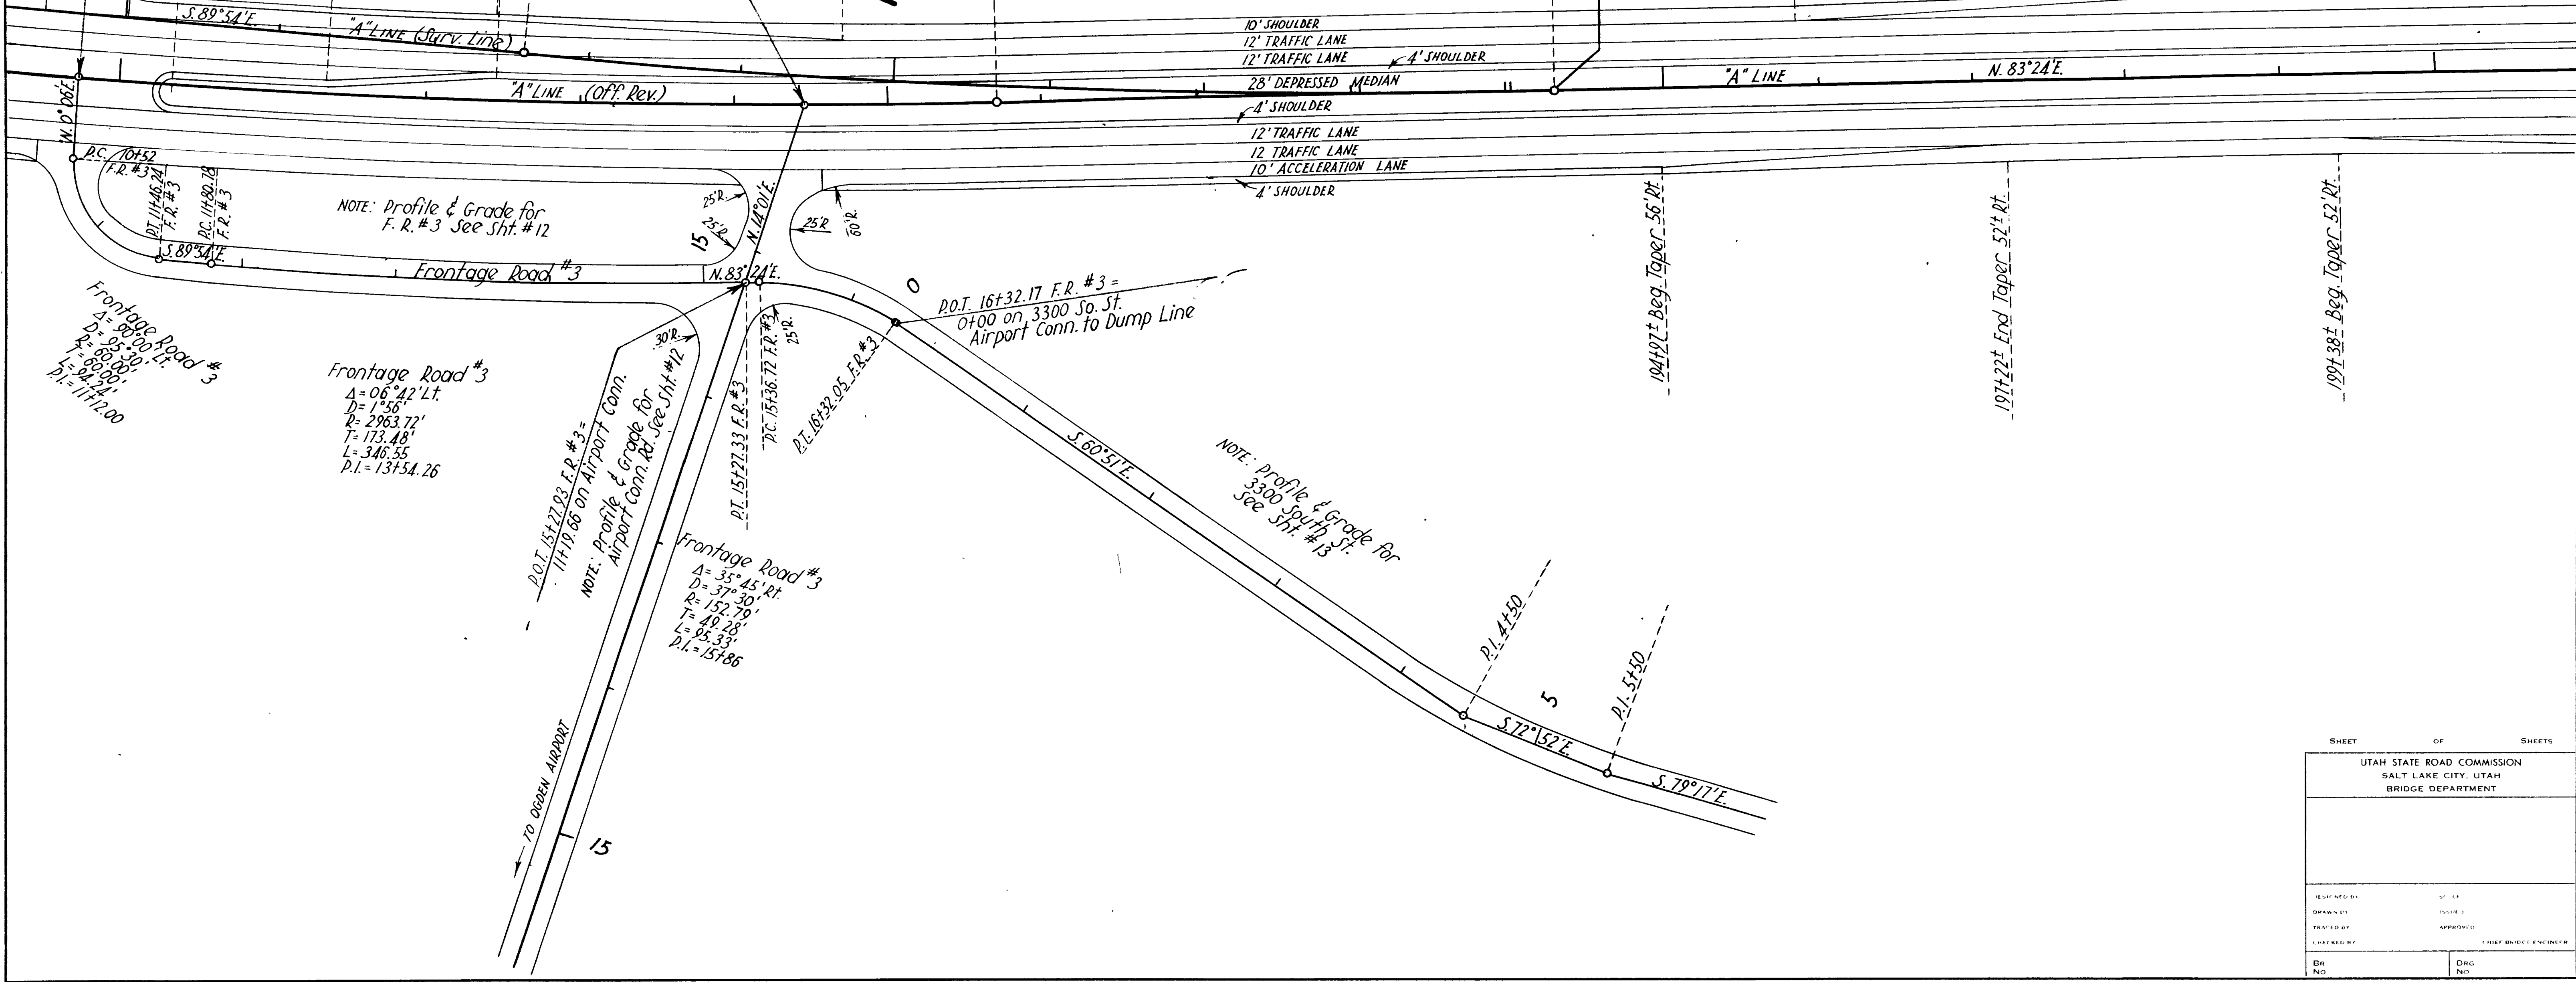 S. 89°54'E.
"A" LINE (Surv. Line)
10' SHOULDER
12' TRAFFIC LANE
12' TRAFFIC LANE
4' SHOULDER
28' DEPRESSED MEDIAN
"A" LINE
N. 83°24'E.
"A" LINE (Off. Rev.)
4' SHOULDER
12' TRAFFIC LANE
12 TRAFFIC LANE
10' ACCELERATION LANE
4' SHOULDER
N. 0°06'E.
P.C. 10+52
F.R. #3
P.T. 11+46.24
F.R. #3
P.C. 11+80.78
F.R. #3
NOTE: Profile & Grade for
F.R. #3 See Sht. #12
25'R.
25'R.
15
N. 14°01'E.
25'R
60'R.
S. 89°54'E.
Frontage Road #3
N. 83°24'E.
0
P.O.T. 16+32.17 F.R. #3 =
0+00 on 3300 So. St.
Airport Conn. to Dump Line
194+97± Beg. Taper 56' Rt.
197+22± End Taper 52'± Rt.
199+38± Beg. Taper 52' Rt.
Frontage Road #3
Δ= 90°00' Lt.
D= 95°30'
R= 60.00'
T= 60.00'
L= 94.24'
P.I.= 11+12.00
Frontage Road #3
Δ= 06°42' Lt.
D= 1°56'
R= 2963.72'
T= 173.48'
L= 346.55
P.I.= 13+54.26
30'R.
25'R.
P.O.T. 15+27.93 F.R. #3 =
11+19.66 on Airport Conn.
NOTE: Profile & Grade for
Airport Conn. Rd. See Sht. #12
P.T. 15+27.33 F.R. #3
P.C. 15+36.72 F.R. #3
P.T. 16+32.05 F.R. #3
Frontage Road #3
Δ= 35°45' Rt.
D= 37°30'
R= 152.79'
T= 49.28'
L= 95.33'
P.I.= 15+86
S. 60°51'E.
NOTE: Profile & Grade for
3300 South St.
See Sht. #13
P.I. 4+50
5
P.I. 5+50
S. 72°52'E.
S. 79°17'E.
TO OGDEN AIRPORT
15
SHEET OF SHEETS
UTAH STATE ROAD COMMISSION
SALT LAKE CITY, UTAH
BRIDGE DEPARTMENT
DESIGNED BY
DRAWN BY
TRACED BY APPROVED
CHECKED BY CHIEF BRIDGE ENGINEER
BR DRG
NO NO